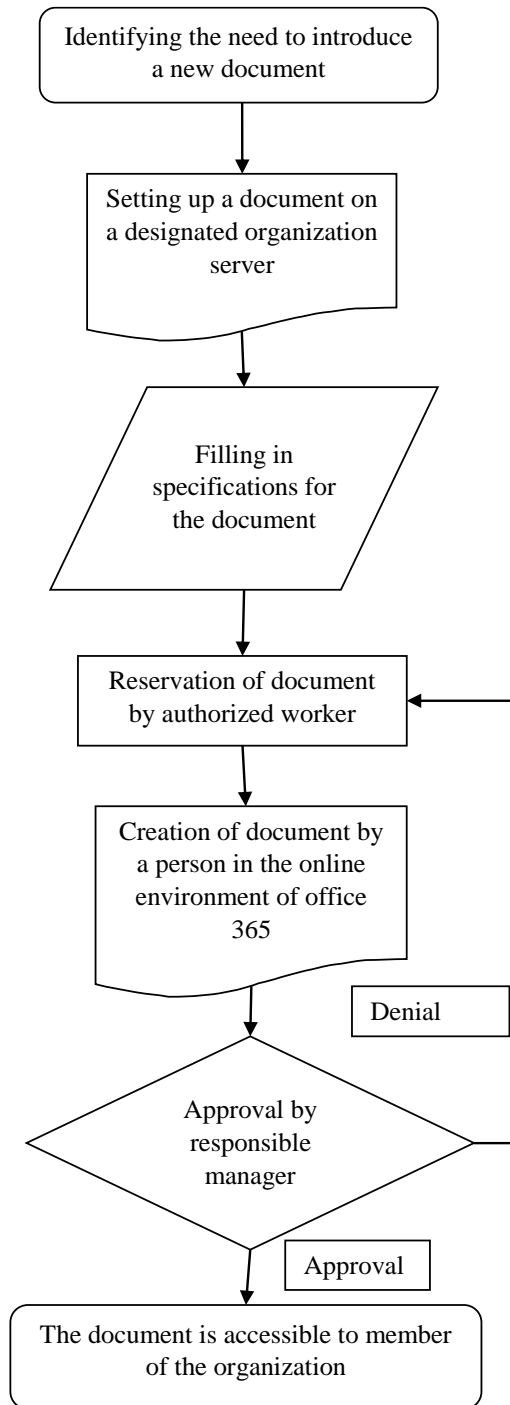 Identifying the need to introduce
a new document
Setting up a document on
a designated organization
server
Filling in
specifications for
the document
Reservation of document
by authorized worker
Creation of document by
a person in the online
environment of office
365
Denial
Approval by
responsible
manager
Approval
The document is accessible to member
of the organization